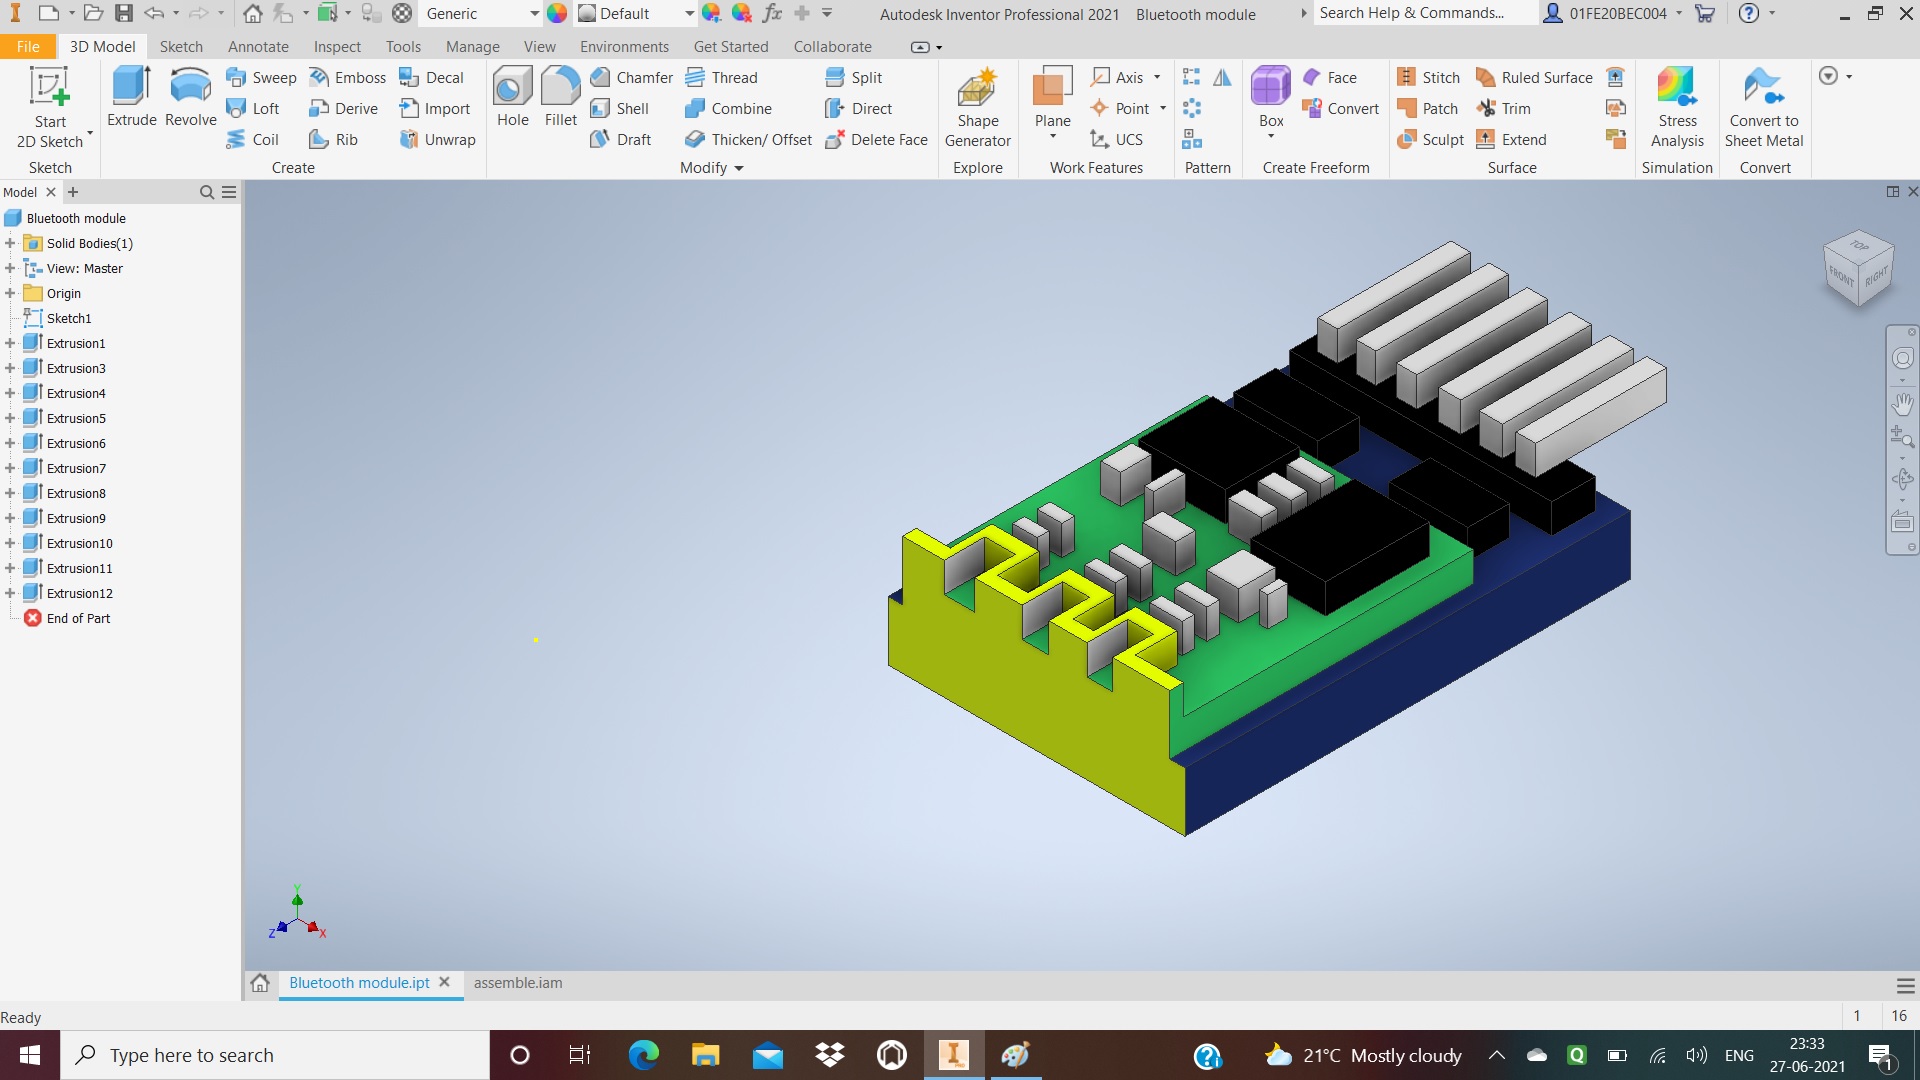 Generic
Default
Autodesk Inventor Professional 2021 Bluetooth module
Search Help & Commands...
01FE20BEC004
File
3D Model
Sketch
Annotate
Inspect
Tools
Manage
View
Environments
Get Started
Collaborate
Start
2D Sketch
Sketch
Extrude
Revolve
Sweep
Emboss
Decal
Loft
Derive
Import
Coil
Rib
Unwrap
Create
Hole
Fillet
Chamfer
Thread
Split
Shell
Combine
Direct
Draft
Thicken/ Offset
Delete Face
Modify
Shape
Generator
Explore
Plane
Axis
Point
UCS
Work Features
Pattern
Box
Face
Convert
Create Freeform
Stitch
Ruled Surface
Patch
Trim
Sculpt
Extend
Surface
Stress
Analysis
Simulation
Convert to
Sheet Metal
Convert
Model
Bluetooth module
Solid Bodies(1)
View: Master
Origin
Sketch1
Extrusion1
Extrusion3
Extrusion4
Extrusion5
Extrusion6
Extrusion7
Extrusion8
Extrusion9
Extrusion10
Extrusion11
Extrusion12
End of Part
TOP
FRONT
RIGHT
Y
Z
X
Bluetooth module.ipt
assemble.iam
Ready
1
16
Type here to search
21°C Mostly cloudy
ENG
23:33
27-06-2021
1